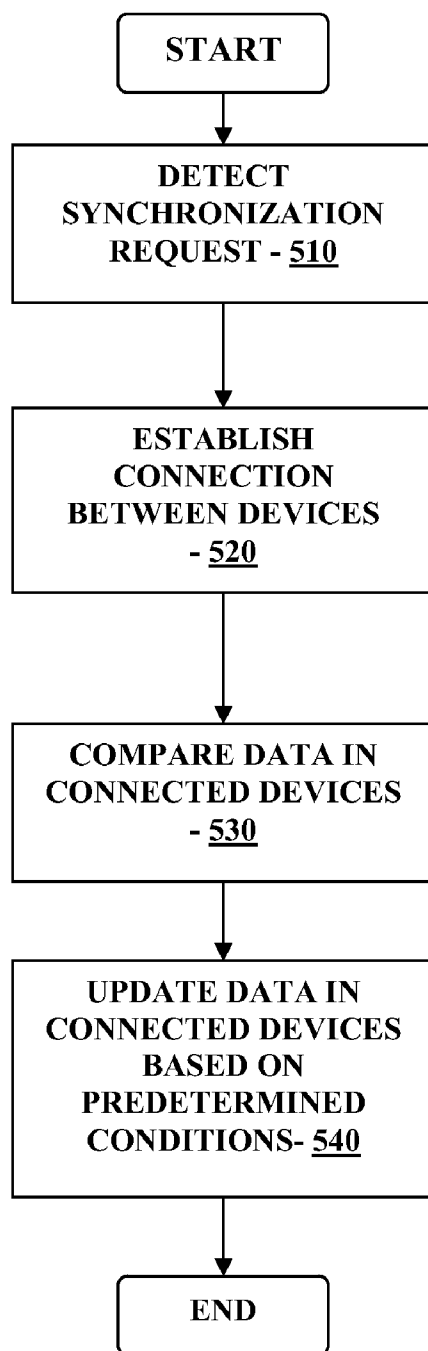 START
DETECT
SYNCHRONIZATION
REQUEST - 510
ESTABLISH
CONNECTION
BETWEEN DEVICES
- 520
COMPARE DATA IN
CONNECTED DEVICES
- 530
UPDATE DATA IN
CONNECTED DEVICES
BASED ON
PREDETERMINED
CONDITIONS- 540
END